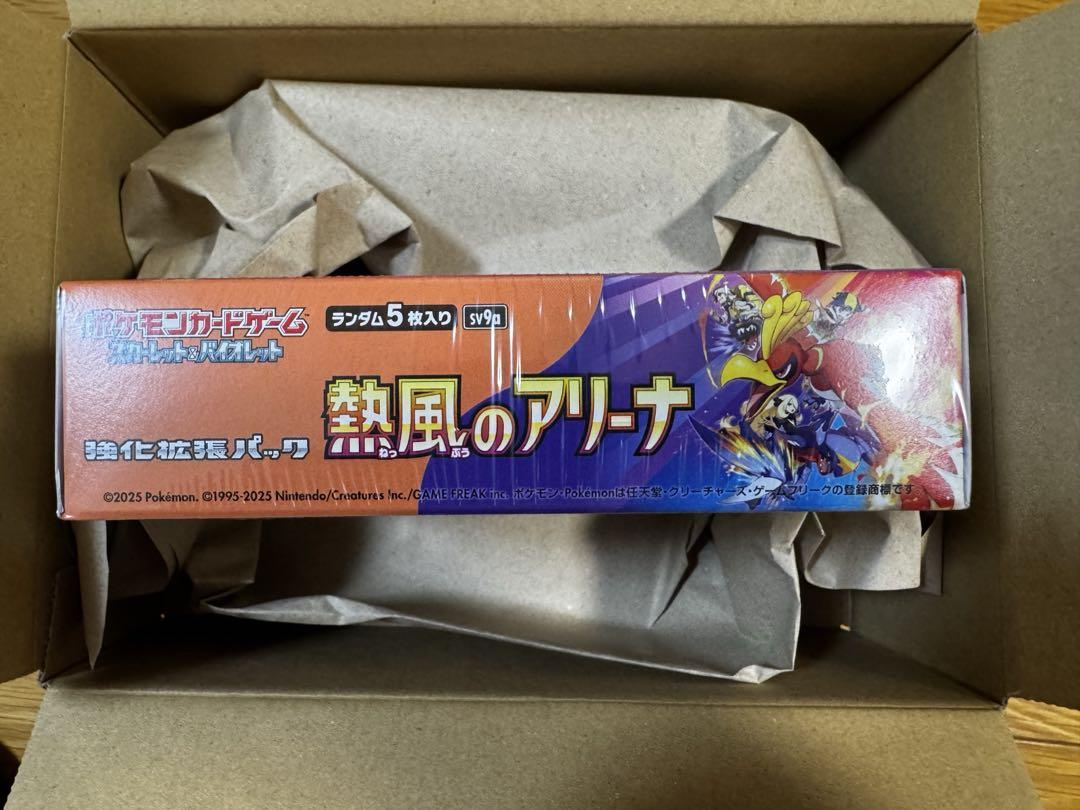 ポケモンカードゲーム
スカーレット&バイオレット
ランダム5枚入り
sv9a
強化拡張パック
熱風のアリーナ
ねっ ぷう
©2025 Pokémon. ©1995-2025 Nintendo/Creatures Inc./GAME FREAK inc. ポケモン・Pokémonは任天堂・クリーチャーズ・ゲームフリークの登録商標です